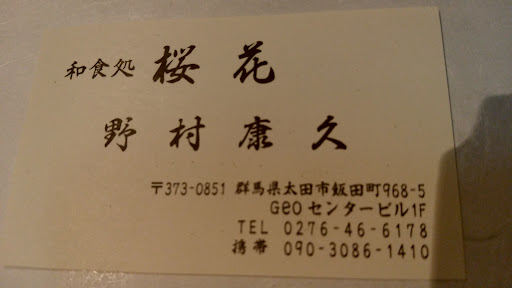 和食処 桜花
野村康久
〒373-0851 群馬県太田市飯田町968-5
Geoセンタービル1F
TEL 0276-46-6178
携帯 090-3086-1410